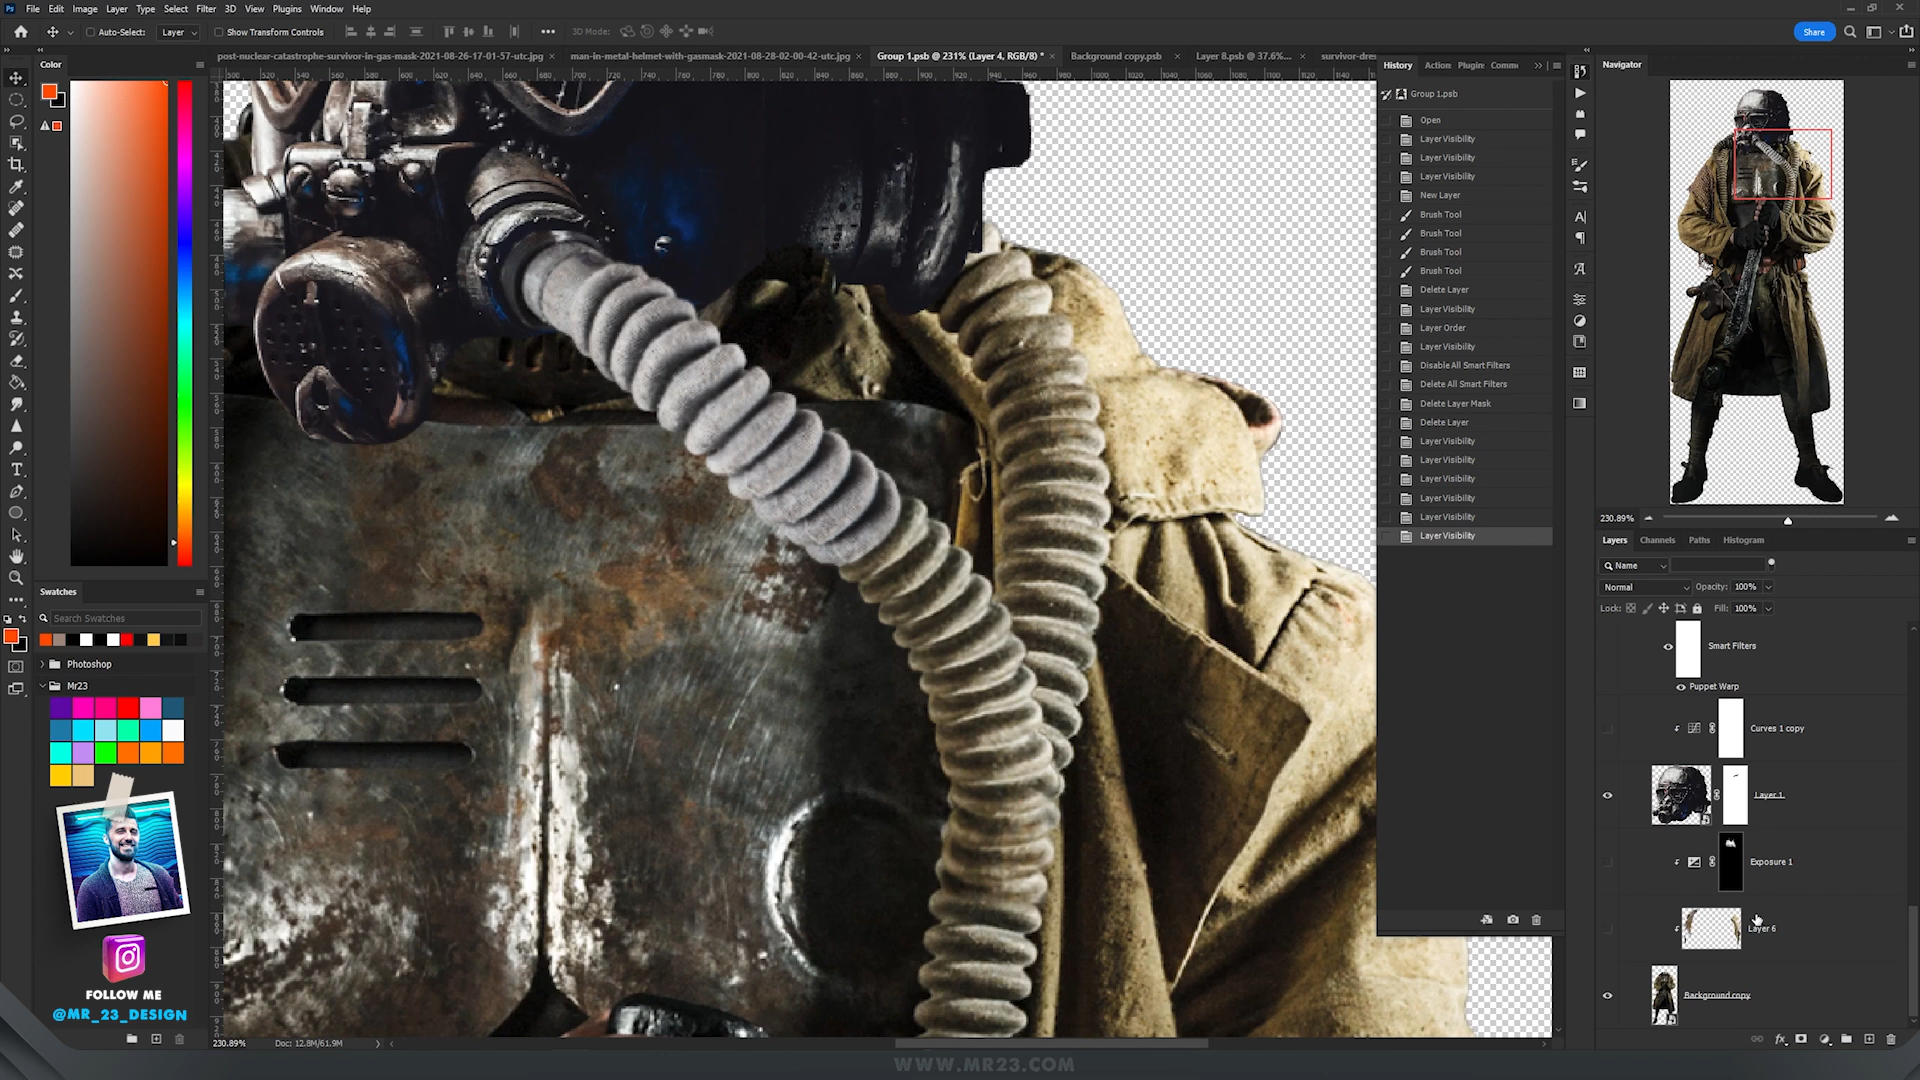 File Edit Image Layer Type Select Filter 3D View Plugins Window Help
Auto-Select: Layer Show Transform Controls 3D Mode: Share
post-nuclear-catastrophe-survivor-in-gas-mask-2021-08-26-17-01-57-utc.jpg man-in-metal-helmet-with-gasmask-2021-08-28-02-00-42-utc.jpg Group 1.psb @ 231% (Layer 4, RGB/8) * Background copy.psb Layer 8.psb @ 37.6%... survivor-dres
Color
History Action Plugin Comm
Navigator
Group 1.psb
Open
Layer Visibility
Layer Visibility
Layer Visibility
New Layer
Brush Tool
Brush Tool
Brush Tool
Brush Tool
Delete Layer
Layer Visibility
Layer Order
Layer Visibility
Disable All Smart Filters
Delete All Smart Filters
Delete Layer Mask
Delete Layer
Layer Visibility
Layer Visibility
Layer Visibility
Layer Visibility
Layer Visibility
Layer Visibility
230.89%
Layers Channels Paths Histogram
Name
Normal Opacity: 100%
Lock: Fill: 100%
Smart Filters
Puppet Warp
Curves 1 copy
Layer 1
Exposure 1
Layer 6
Background copy
Swatches
Search Swatches
Photoshop
Mr23
FOLLOW ME
@MR_23_DESIGN
230.89% Doc: 12.8M/61.9M
WWW.MR23.COM